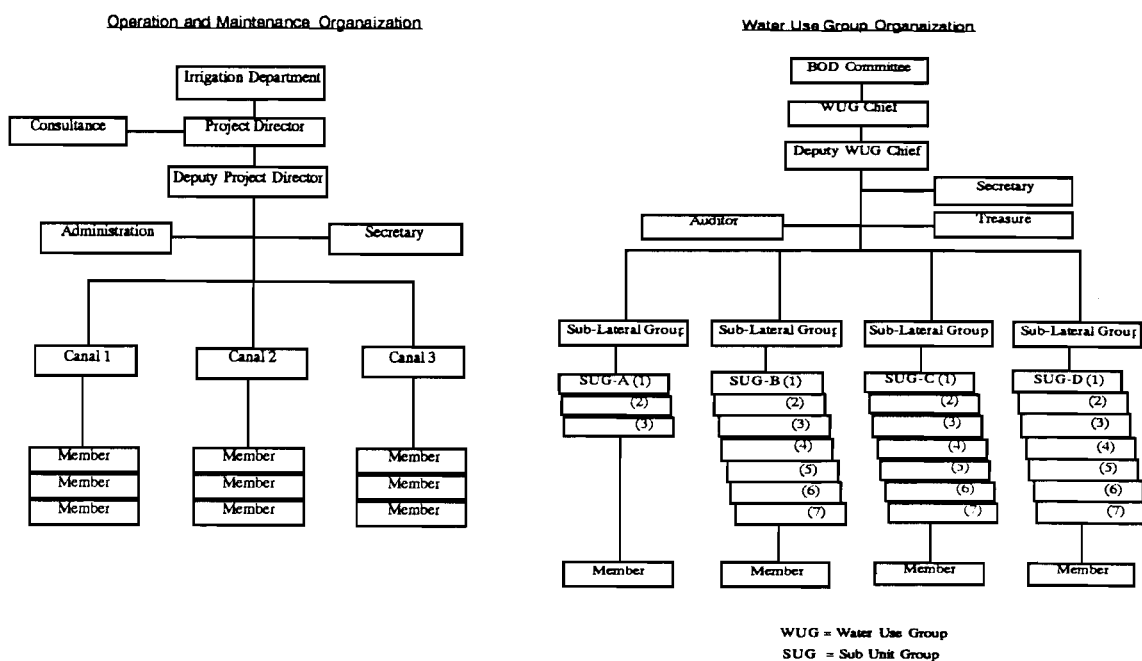 Operation and Maintenance Organaization
Irrigation Department
Consultance
Project Director
Deputy Project Director
Administration
Secretary
Canal 1
Canal 2
Canal 3
Member
Member
Member
Member
Member
Member
Member
Member
Member
Water Use Group Organaization
BOD Committee
WUG Chief
Deputy WUG Chief
Secretary
Auditor
Treasure
Sub-Lateral Group
Sub-Lateral Group
Sub-Lateral Group
Sub-Lateral Group
SUG-A (1)
(2)
(3)
SUG-B (1)
(2)
(3)
(4)
(5)
(6)
(7)
SUG-C (1)
(2)
(3)
(4)
(5)
(6)
(7)
SUG-D (1)
(2)
(3)
(4)
(5)
(6)
(7)
Member
Member
Member
Member
WUG = Water Use Group
SUG = Sub Unit Group